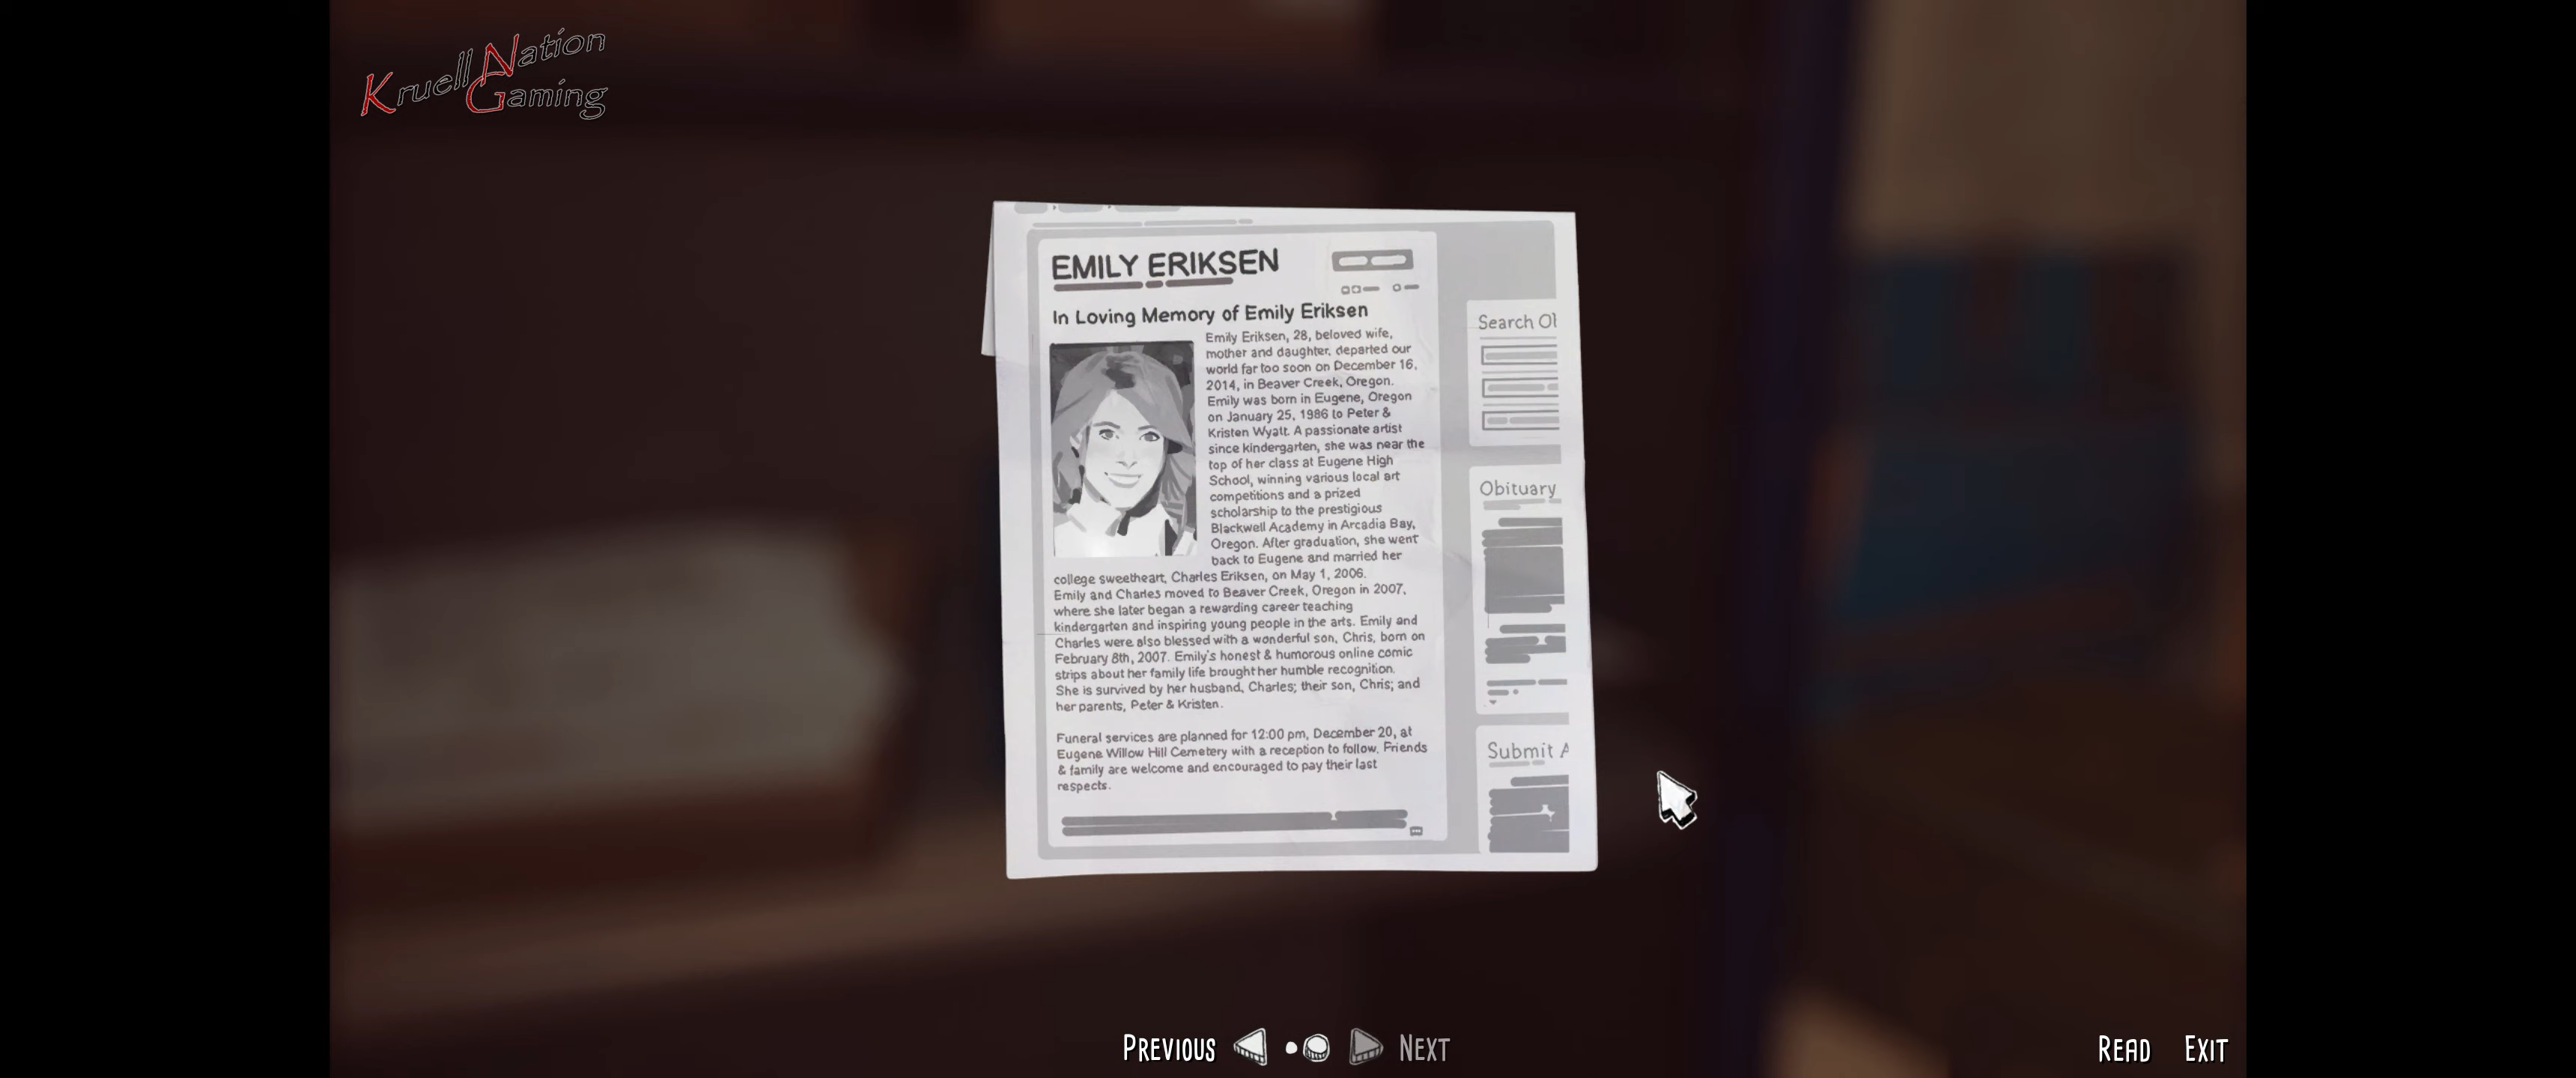 Kruell Nation
Gaming
EMILY ERIKSEN
In Loving Memory of Emily Eriksen
Emily Eriksen, 28, beloved wife,
mother and daughter, departed our
world far too soon on December 16,
2014, in Beaver Creek, Oregon.
Emily was born in Eugene, Oregon
on January 25, 1986 to Peter &
Kristen Wyatt. A passionate artist
since kindergarten, she was near the
top of her class at Eugene High
School, winning various local art
competitions and a prized
scholarship to the prestigious
Blackwell Academy in Arcadia Bay,
Oregon. After graduation, she went
back to Eugene and married her
college sweetheart, Charles Eriksen, on May 1, 2006.
Emily and Charles moved to Beaver Creek, Oregon in 2007,
where she later began a rewarding career teaching
kindergarten and inspiring young people in the arts. Emily and
Charles were also blessed with a wonderful son, Chris, born on
February 8th, 2007. Emily's honest & humorous online comic
strips about her family life brought her humble recognition.
She is survived by her husband, Charles; their son, Chris; and
her parents, Peter & Kristen.
Funeral services are planned for 12:00 pm, December 20, at
Eugene Willow Hill Cemetery with a reception to follow. Friends
& family are welcome and encouraged to pay their last
respects.
Search Ol
Obituary
Submit A
PREVIOUS
NEXT
READ
EXIT